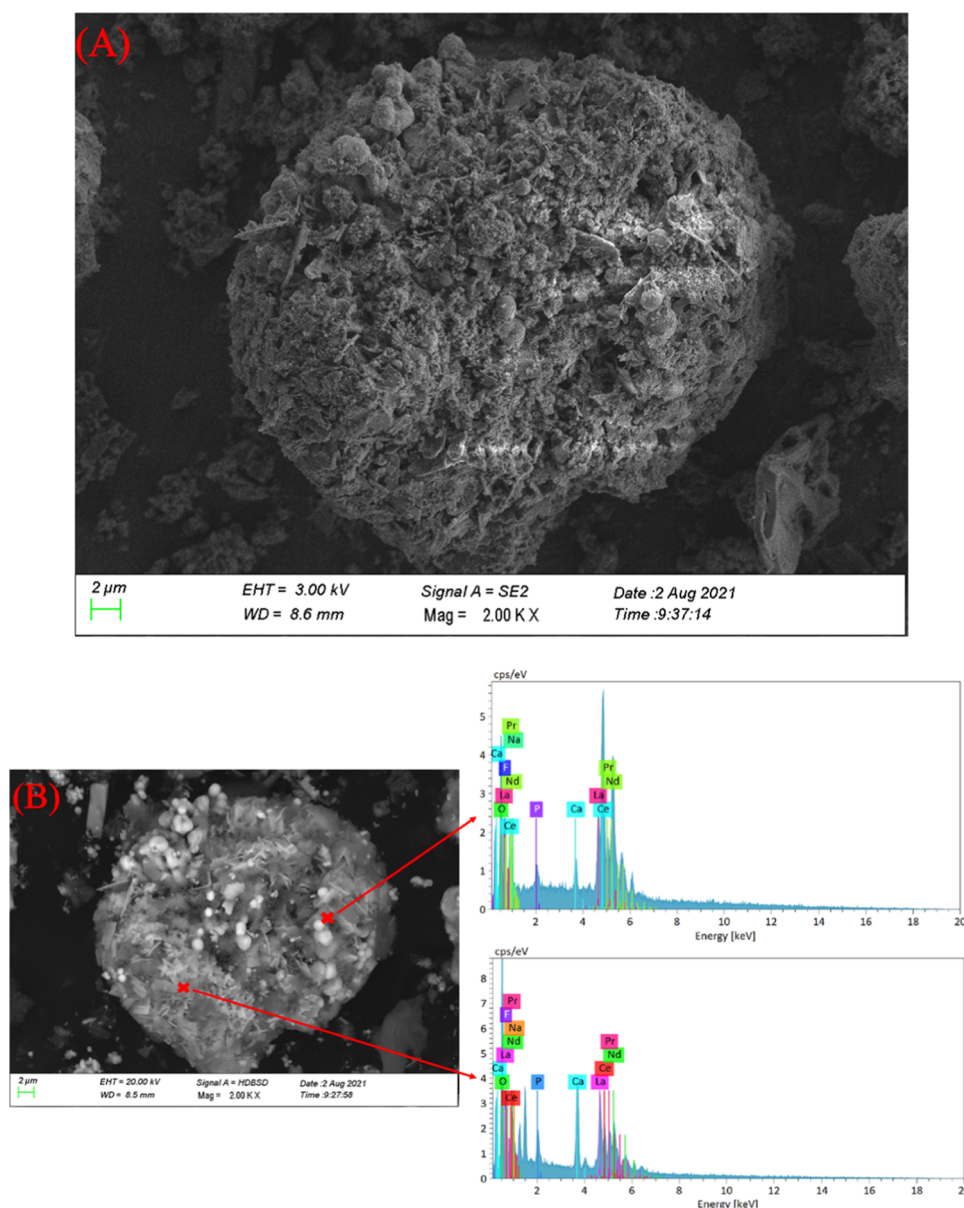 (A)
2 µm EHT = 3.00 kV Signal A = SE2 Date :2 Aug 2021
WD = 8.6 mm Mag = 2.00 K X Time :9:37:14
(B)
2 µm EHT = 20.00 kV Signal A = HDBSD Date :2 Aug 2021
WD = 8.5 mm Mag = 2.00 K X Time :9:27:58
cps/eV
5
4
3
2
1
0
Pr
Na
Ca
F
Nd
La
O
Ce
P
Ca
La
Ce
Pr
Nd
2 4 6 8 10 12 14 16 18 20
Energy [keV]
cps/eV
8
7
6
5
4
3
2
1
0
Pr
F
Na
Nd
La
Ca
O
Ce
P
Ca
La
Ce
Pr
Nd
2 4 6 8 10 12 14 16 18
Energy [keV]